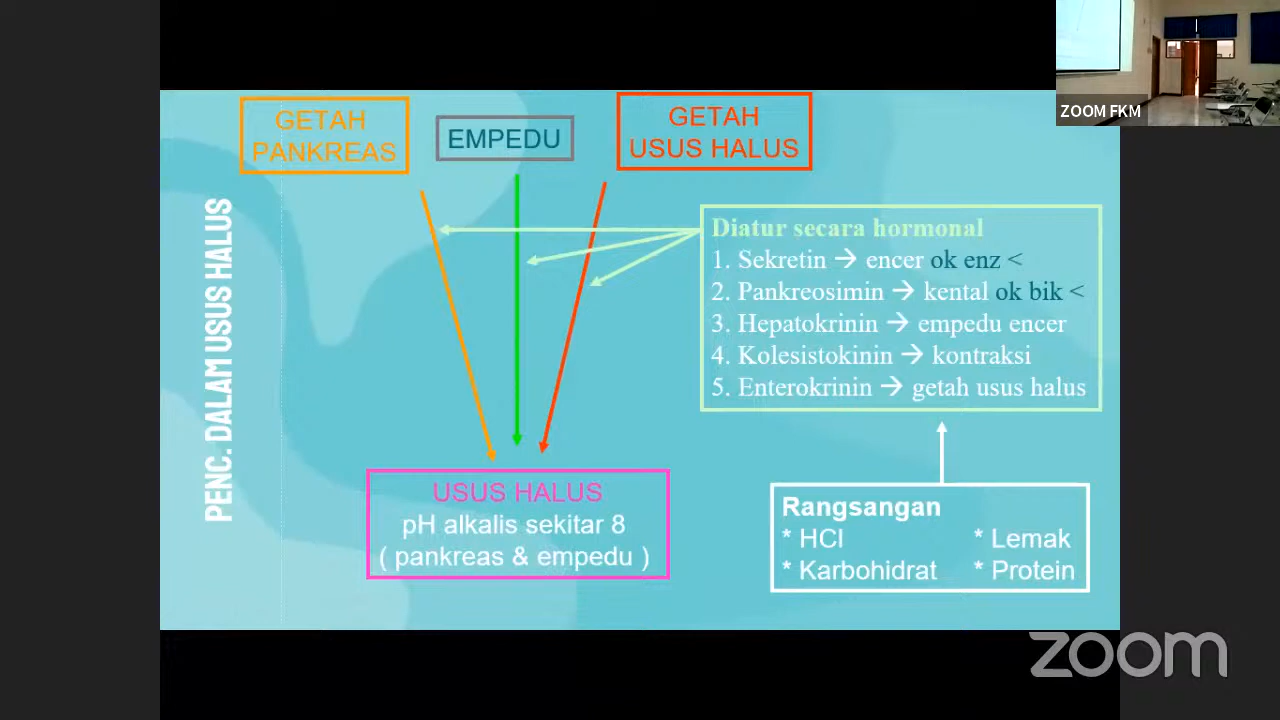 ZOOM FKM
PENC. DALAM USUS HALUS
GETAH
PANKREAS
EMPEDU
GETAH
USUS HALUS
Diatur secara hormonal
1. Sekretin → encer ok enz <
2. Pankreosimin → kental ok bik <
3. Hepatokrinin → empedu encer
4. Kolesistokinin → kontraksi
5. Enterokrinin → getah usus halus
USUS HALUS
pH alkalis sekitar 8
( pankreas & empedu )
Rangsangan
* HCl * Lemak
* Karbohidrat * Protein
zoom